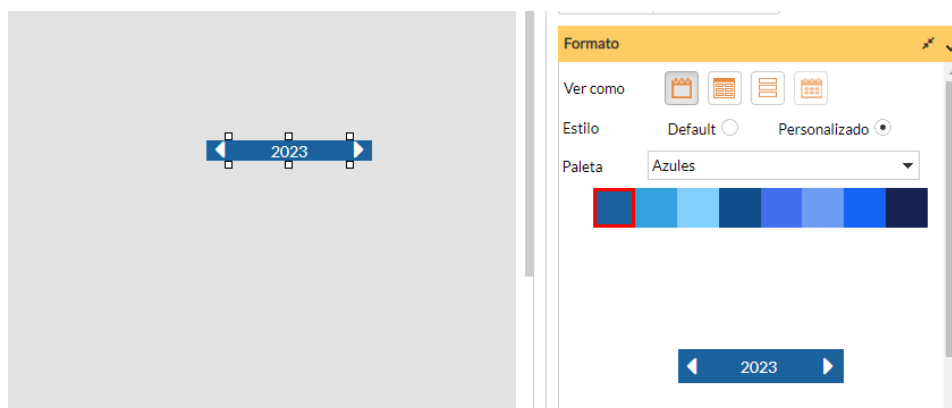 2023
Formato
Ver como
Estilo
Default
Personalizado
Paleta
Azules
2023